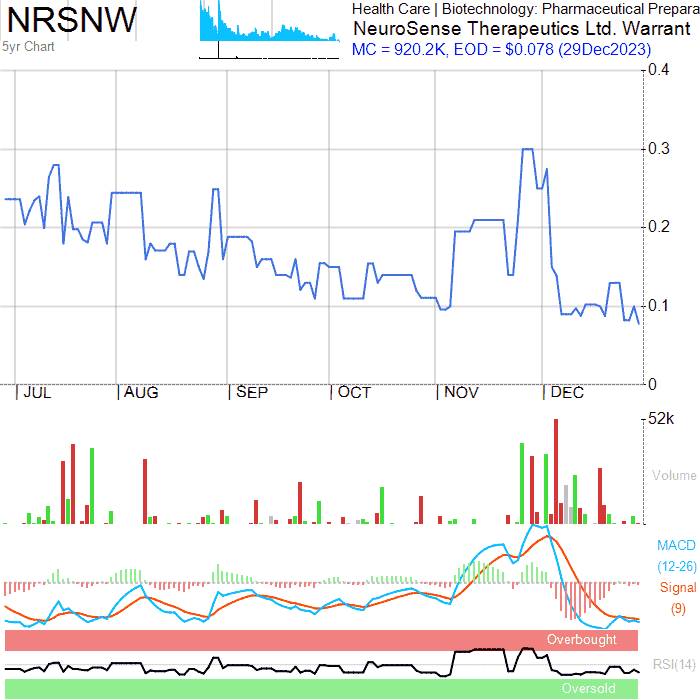 NRSNW
5yr Chart
Health Care | Biotechnology: Pharmaceutical Prepara
NeuroSense Therapeutics Ltd. Warrant
MC = 920.2K, EOD = $0.078 (29Dec2023)
0.4
0.3
0.2
0.1
0
| JUL | AUG | SEP | OCT | NOV | DEC
52k
Volume
MACD
(12-26)
Signal
(9)
Overbought
RSI(14)
Oversold